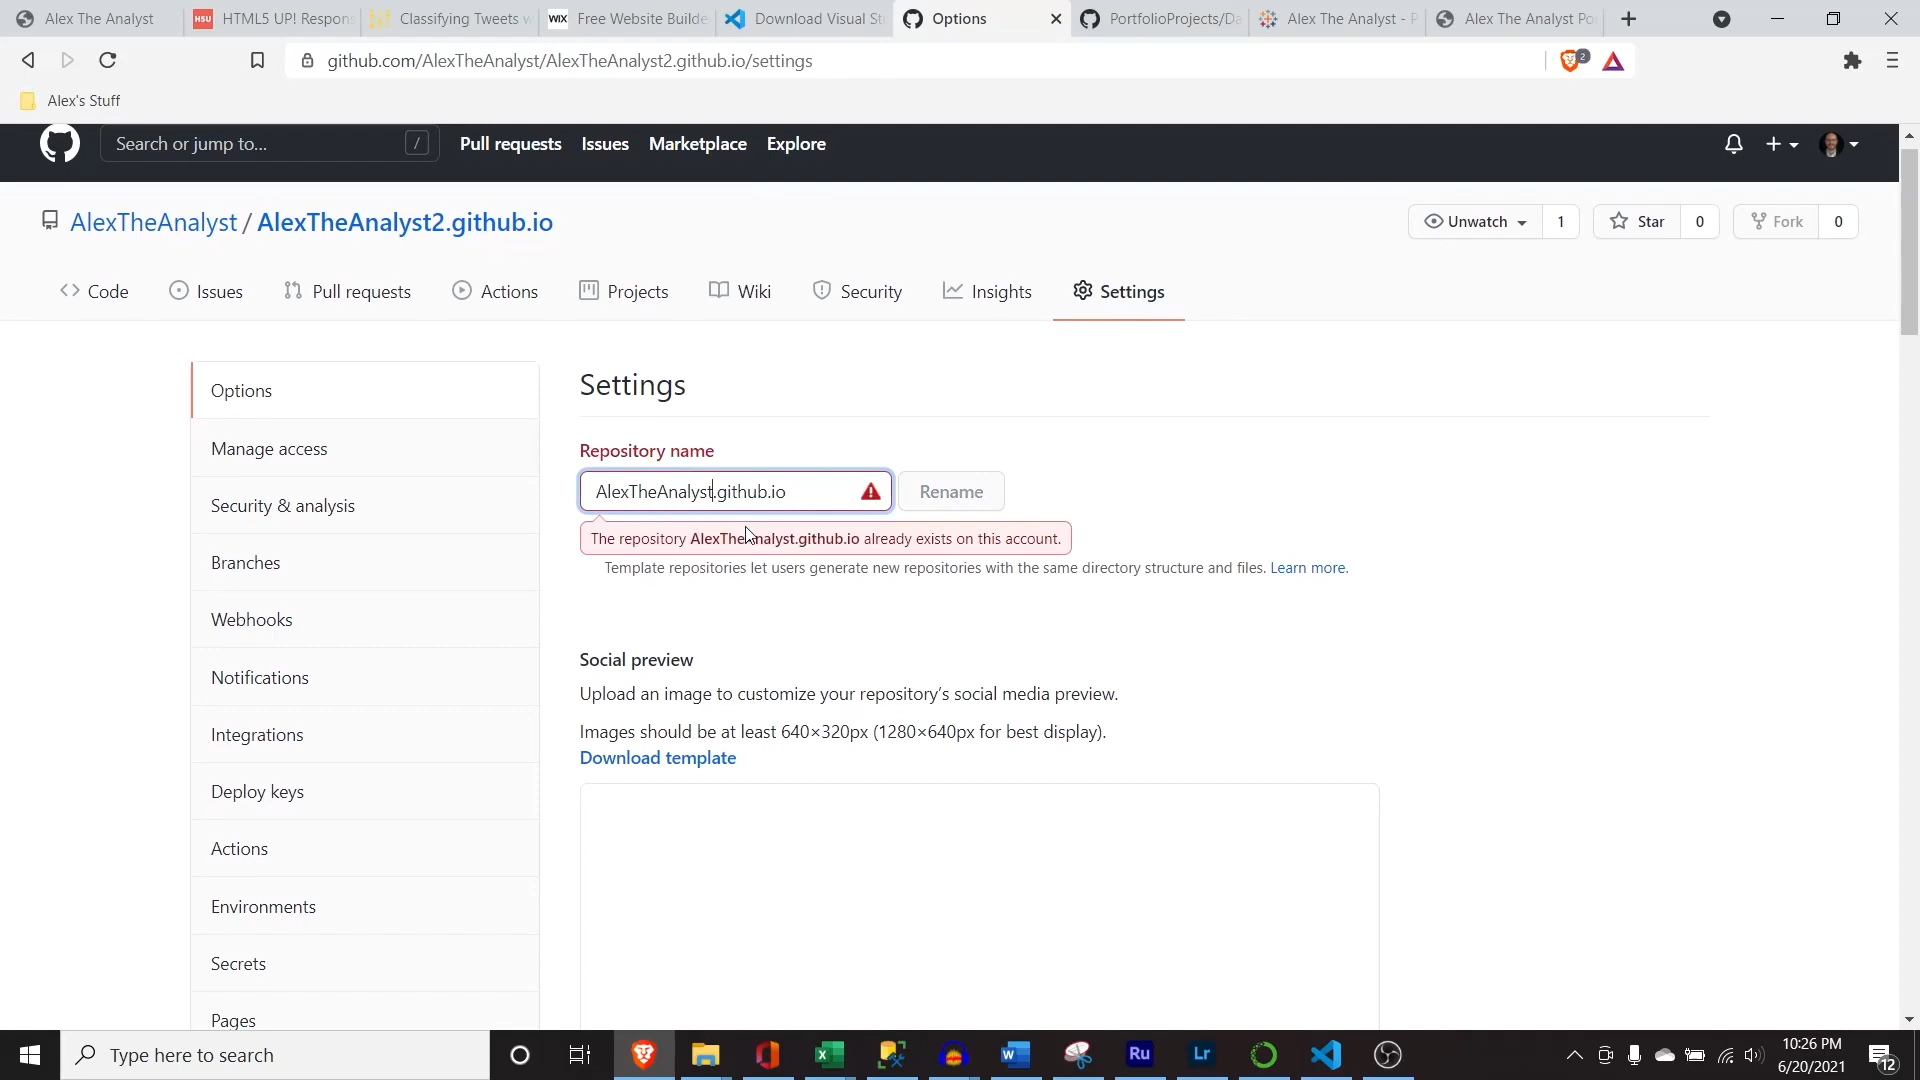 Alex The Analyst
HSU HTML5 UP! Respons
Classifying Tweets w
WIX Free Website Builde
Download Visual St
Options
PortfolioProjects/Da
Alex The Analyst - P
Alex The Analyst Po
github.com/AlexTheAnalyst/AlexTheAnalyst2.github.io/settings
2
Alex's Stuff
Search or jump to...
/
Pull requests
Issues
Marketplace
Explore
AlexTheAnalyst / AlexTheAnalyst2.github.io
Unwatch 1
Star 0
Fork 0
Code
Issues
Pull requests
Actions
Projects
Wiki
Security
Insights
Settings
Options
Manage access
Security & analysis
Branches
Webhooks
Notifications
Integrations
Deploy keys
Actions
Environments
Secrets
Pages
Settings
Repository name
AlexTheAnalyst.github.io
Rename
The repository AlexTheAnalyst.github.io already exists on this account.
Template repositories let users generate new repositories with the same directory structure and files. Learn more.
Social preview
Upload an image to customize your repository's social media preview.
Images should be at least 640×320px (1280×640px for best display).
Download template
Type here to search
Ru
Lr
10:26 PM
6/20/2021
12